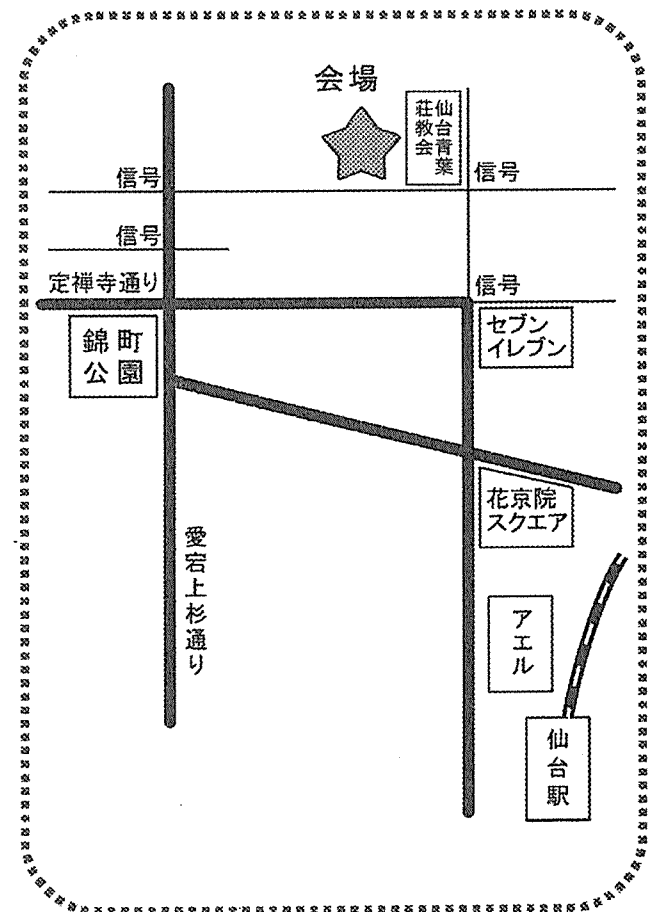 会場
仙台青葉
荘教会
信号
信号
信号
定禅寺通り
信号
錦町
公園
セブン
イレブン
花京院
スクエア
愛宕上杉通り
アエル
仙台駅